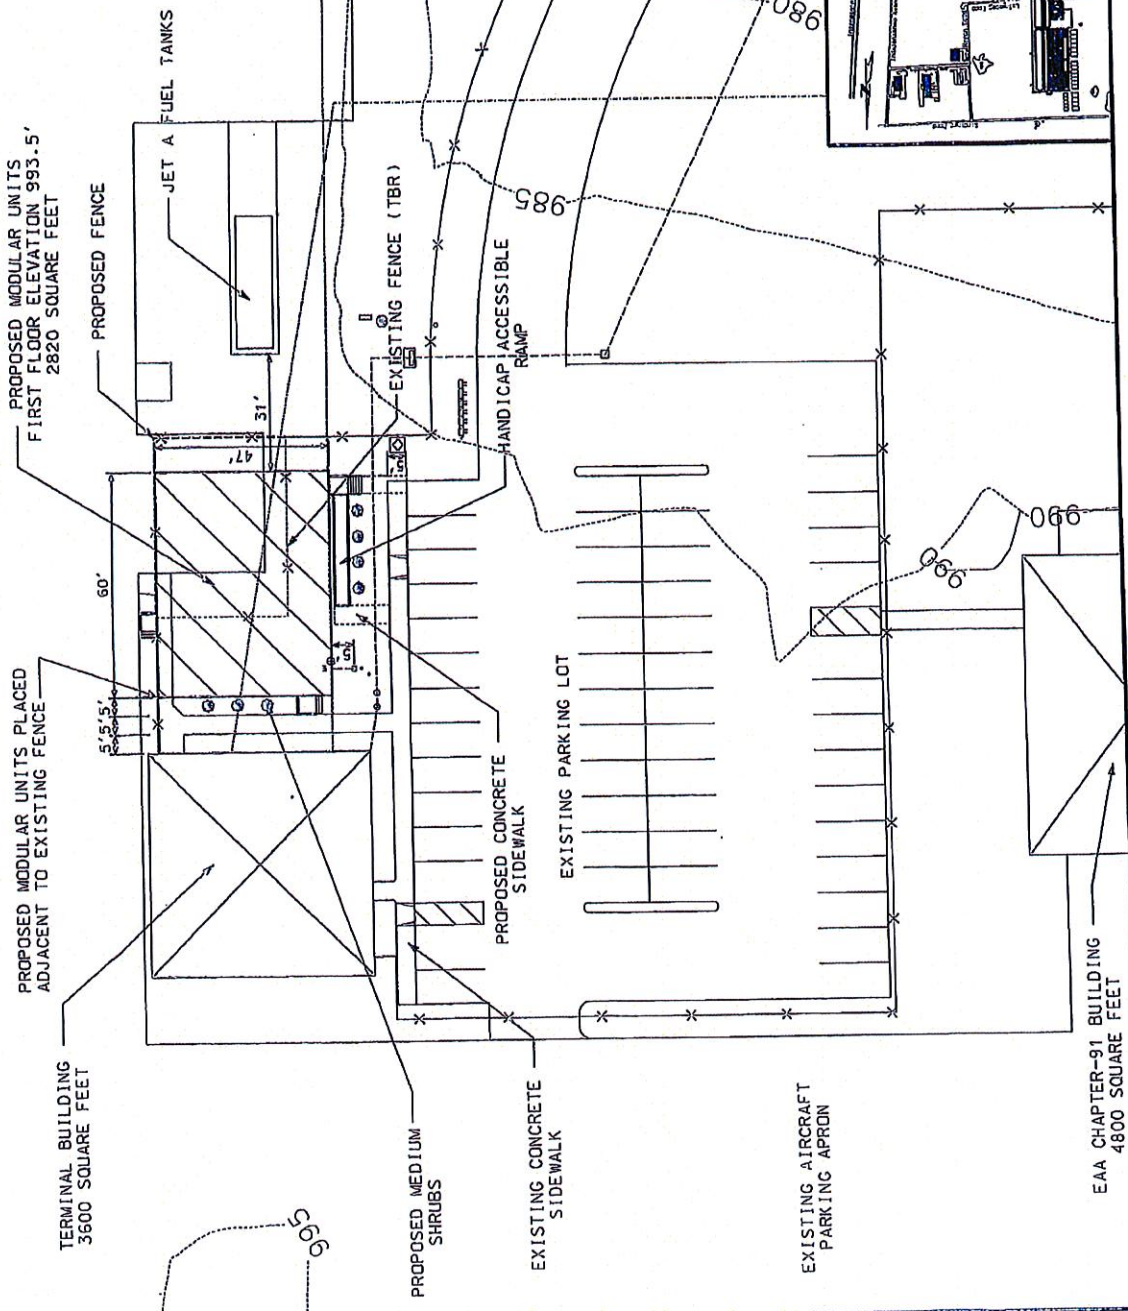 TERMINAL BUILDING
3600 SQUARE FEET
PROPOSED MODULAR UNITS PLACED
ADJACENT TO EXISTING FENCE
PROPOSED MODULAR UNITS
FIRST FLOOR ELEVATION 993.5'
2820 SQUARE FEET
PROPOSED FENCE
JET A FUEL TANKS
5'5'5'
60'
47'
31'
EXISTING FENCE (TBR)
HANDICAP ACCESSIBLE
RAMP
985
980
995
PROPOSED MEDIUM
SHRUBS
EXISTING CONCRETE
SIDEWALK
PROPOSED CONCRETE
SIDEWALK
EXISTING PARKING LOT
990
990
EXISTING AIRCRAFT
PARKING APRON
EAA CHAPTER-91 BUILDING
4800 SQUARE FEET